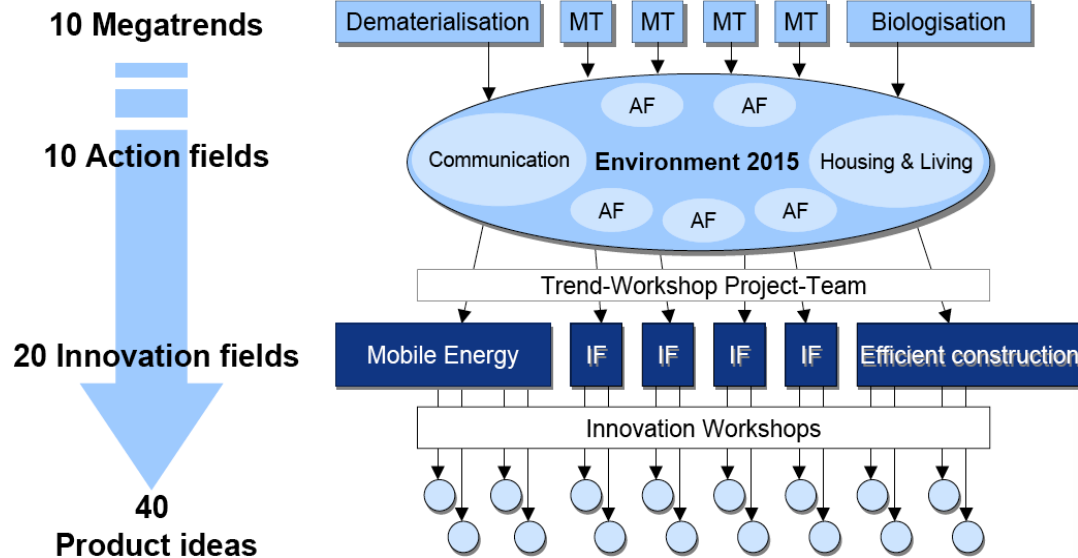 10 Megatrends
Dematerialisation
MT
MT
MT
MT
Biologisation
AF
AF
10 Action fields
Communication
Environment 2015
Housing & Living
AF
AF
AF
Trend-Workshop Project-Team
20 Innovation fields
Mobile Energy
IF
IF
IF
IF
Efficient construction
Innovation Workshops
40
Product ideas